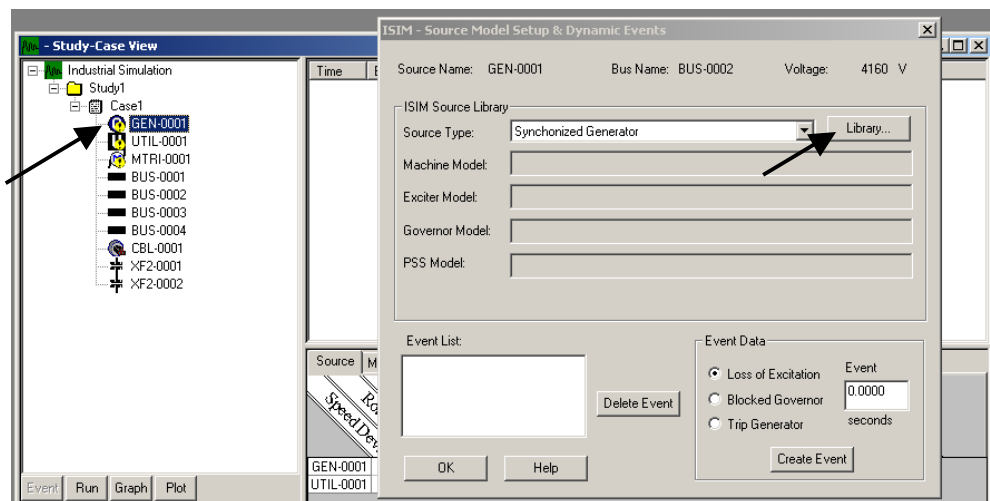 - Study-Case View
Industrial Simulation
Study1
Case1
GEN-0001
UTIL-0001
MTRI-0001
BUS-0001
BUS-0002
BUS-0003
BUS-0004
CBL-0001
XF2-0001
XF2-0002
Event Run Graph Plot
Time
Source M
SpeedDev
GEN-0001
UTIL-0001
ISIM - Source Model Setup & Dynamic Events
Source Name: GEN-0001 Bus Name: BUS-0002 Voltage: 4160 V
ISIM Source Library
Source Type: Synchonized Generator Library...
Machine Model:
Exciter Model:
Governor Model:
PSS Model:
Event List:
Delete Event
OK Help
Event Data
Loss of Excitation
Blocked Governor
Trip Generator
Event
0.0000
seconds
Create Event